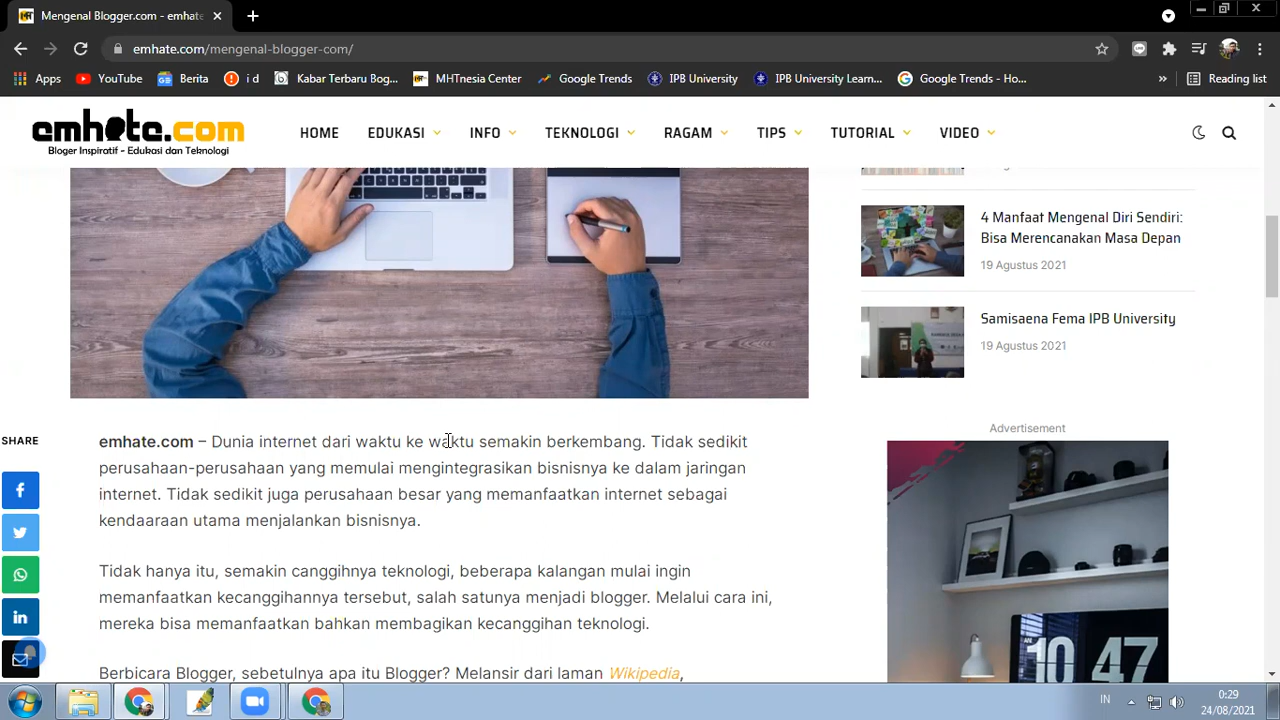 Mengenal Blogger.com - emhate
emhate.com/mengenal-blogger-com/
Apps YouTube Berita i d Kabar Terbaru Blog... MHTnesia Center Google Trends IPB University IPB University Learn... Google Trends - Ho... » Reading list
emhate.com
Bloger Inspiratif - Edukasi dan Teknologi
HOME EDUKASI INFO TEKNOLOGI RAGAM TIPS TUTORIAL VIDEO
4 Manfaat Mengenal Diri Sendiri:
Bisa Merencanakan Masa Depan
19 Agustus 2021
Samisaena Fema IPB University
19 Agustus 2021
Advertisement
SHARE
emhate.com – Dunia internet dari waktu ke waktu semakin berkembang. Tidak sedikit
perusahaan-perusahaan yang memulai mengintegrasikan bisnisnya ke dalam jaringan
internet. Tidak sedikit juga perusahaan besar yang memanfaatkan internet sebagai
kendaaraan utama menjalankan bisnisnya.
Tidak hanya itu, semakin canggihnya teknologi, beberapa kalangan mulai ingin
memanfaatkan kecanggihannya tersebut, salah satunya menjadi blogger. Melalui cara ini,
mereka bisa memanfaatkan bahkan membagikan kecanggihan teknologi.
Berbicara Blogger, sebetulnya apa itu Blogger? Melansir dari laman Wikipedia,
10 47
IN
0:29
24/08/2021